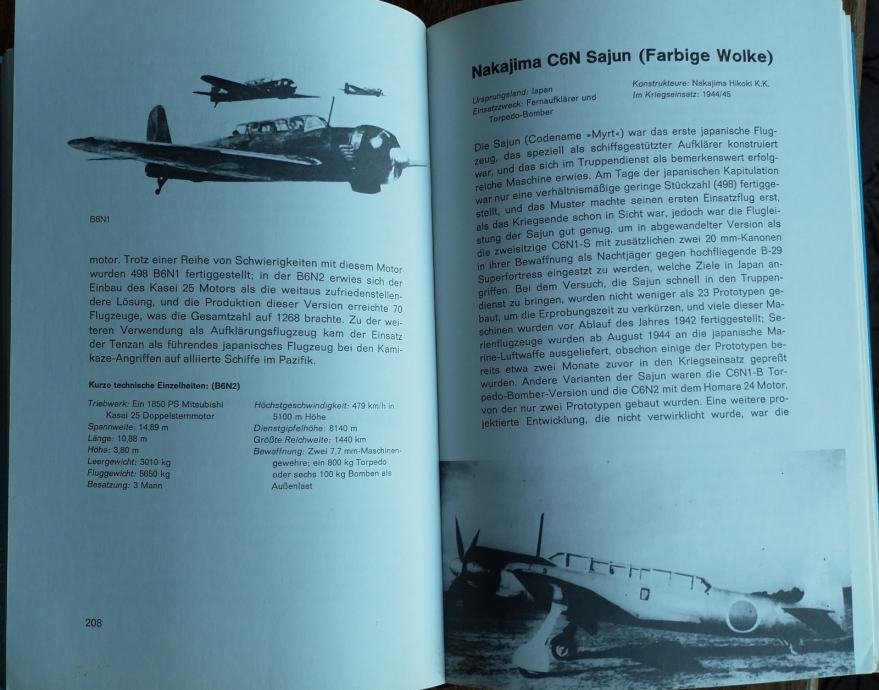 B6N1
motor. Trotz einer Reihe von Schwierigkeiten mit diesem Motor
wurden 498 B6N1 fertiggestellt; in der B6N2 erwies sich der
Einbau des Kasei 25 Motors als die weitaus zufriedenstellen-
dere Lösung, und die Produktion dieser Version erreichte 70
Flugzeuge, was die Gesamtzahl auf 1268 brachte. Zu der wei-
teren Verwendung als Aufklärungsflugzeug kam der Einsatz
der Tenzan als führendes japanisches Flugzeug bei den Kami-
kaze-Angriffen auf alliierte Schiffe im Pazifik.
Kurze technische Einzelheiten: (B6N2)
Triebwerk: Ein 1850 PS Mitsubishi
Kasei 25 Doppelsternmotor
Spannweite: 14,89 m
Länge: 10,88 m
Höhe: 3,80 m
Leergewicht: 3010 kg
Fluggewicht: 5650 kg
Besatzung: 3 Mann
Höchstgeschwindigkeit: 479 km/h in
5100 m Höhe
Dienstgipfelhöhe: 8140 m
Größte Reichweite: 1440 km
Bewaffnung: Zwei 7,7 mm-Maschinen-
gewehre; ein 800 kg Torpedo
oder sechs 100 kg Bomben als
Außenlast
208
Nakajima C6N Sajun (Farbige Wolke)
Ursprungsland: Japan
Einsatzzweck: Fernaufklärer und
Torpedo-Bomber
Konstrukteure: Nakajima Hikoki K.K.
Im Kriegseinsatz: 1944/45
Die Sajun (Codename »Myrt«) war das erste japanische Flug-
zeug, das speziell als schiffsgestützter Aufklärer konstruiert
war, und das sich im Truppendienst als bemerkenswert erfolg-
reiche Maschine erwies. Am Tage der japanischen Kapitulation
war nur eine verhältnismäßige geringe Stückzahl (498) fertigge-
stellt, und das Muster machte seinen ersten Einsatzflug erst,
als das Kriegsende schon in Sicht war, jedoch war die Fluglei-
stung der Sajun gut genug, um in abgewandelter Version als
die zweisitzige C6N1-S mit zusätzlichen zwei 20 mm-Kanonen
in ihrer Bewaffnung als Nachtjäger gegen hochfliegende B-29
Superfortress eingestzt zu werden, welche Ziele in Japan an-
griffen. Bei dem Versuch, die Sajun schnell in den Truppen-
dienst zu bringen, wurden nicht weniger als 23 Prototypen ge-
baut, um die Erprobungszeit zu verkürzen, und viele dieser Ma-
schinen wurden vor Ablauf des Jahres 1942 fertiggestellt; Se-
rienflugzeuge wurden ab August 1944 an die japanische Ma-
rine-Luftwaffe ausgeliefert, obschon einige der Prototypen be-
reits etwa zwei Monate zuvor in den Kriegseinsatz gepreßt
wurden. Andere Varianten der Sajun waren die C6N1-B Tor-
pedo-Bomber-Version und die C6N2 mit dem Homare 24 Motor,
von der nur zwei Prototypen gebaut wurden. Eine weitere pro-
jektierte Entwicklung, die nicht verwirklicht wurde, war die